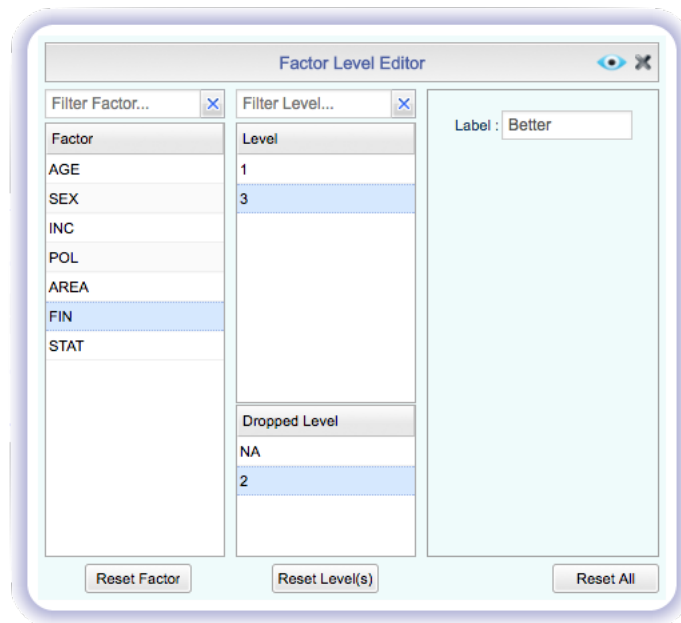 Factor Level Editor
Filter Factor...
Factor
AGE
SEX
INC
POL
AREA
FIN
STAT
Reset Factor
Filter Level...
Level
1
3
Dropped Level
NA
2
Reset Level(s)
Label : Better
Reset All